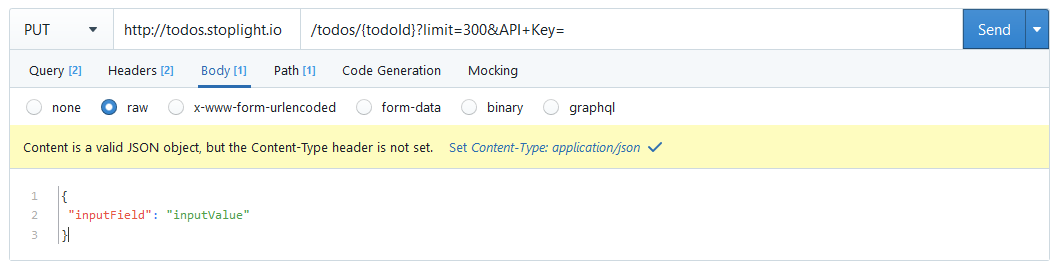 PUT http://todos.stoplight.io /todos/{todoId}?limit=300&API+Key= Send
Query [2] Headers [2] Body [1] Path [1] Code Generation Mocking
none raw x-www-form-urlencoded form-data binary graphql
Content is a valid JSON object, but the Content-Type header is not set. Set Content-Type: application/json
1 {
2 "inputField": "inputValue"
3 }